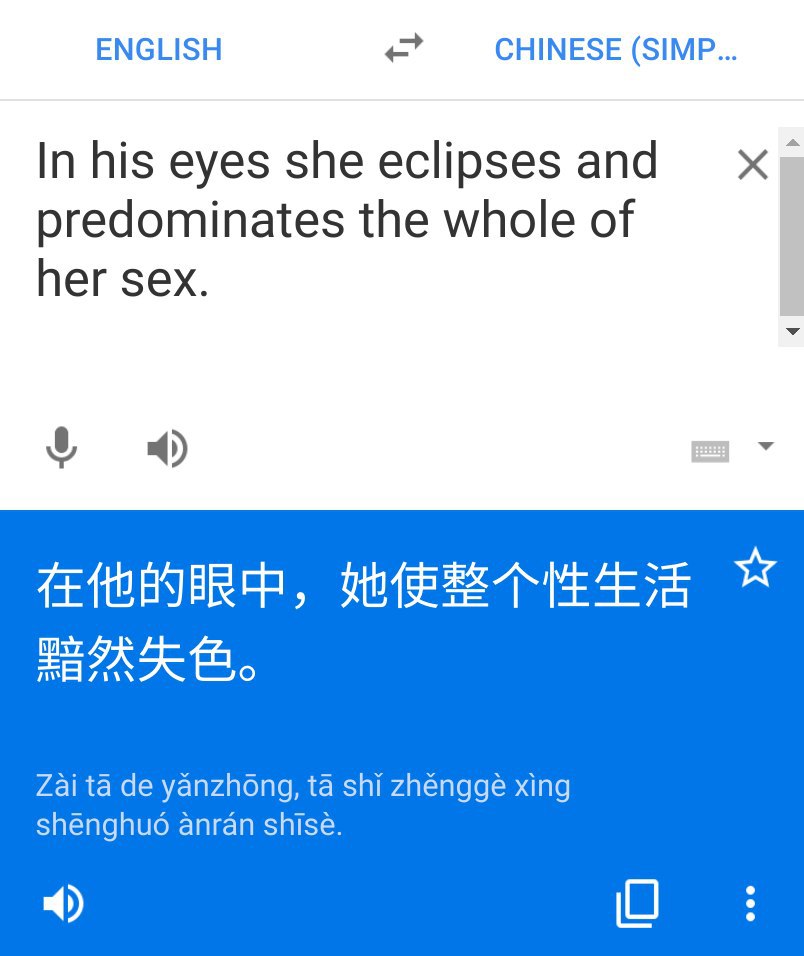 ENGLISH
CHINESE (SIMP...
In his eyes she eclipses and
predominates the whole of
her sex.
在他的眼中，她使整个性生活
黯然失色。
Zài tā de yǎnzhōng, tā shǐ zhěnggè xìng
shēnghuó ànrán shīsè.